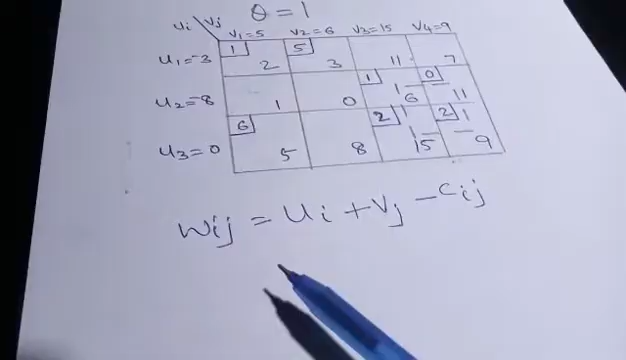 θ = 1
ui vj v1=5 v2=6 v3=15 v4=9
u1=-3 1 2 5 3 11 7
u2=-8 1 0 1 6 0 11
u3=0 6 5 8 2 15 2 9
wij = ui + vj - cij